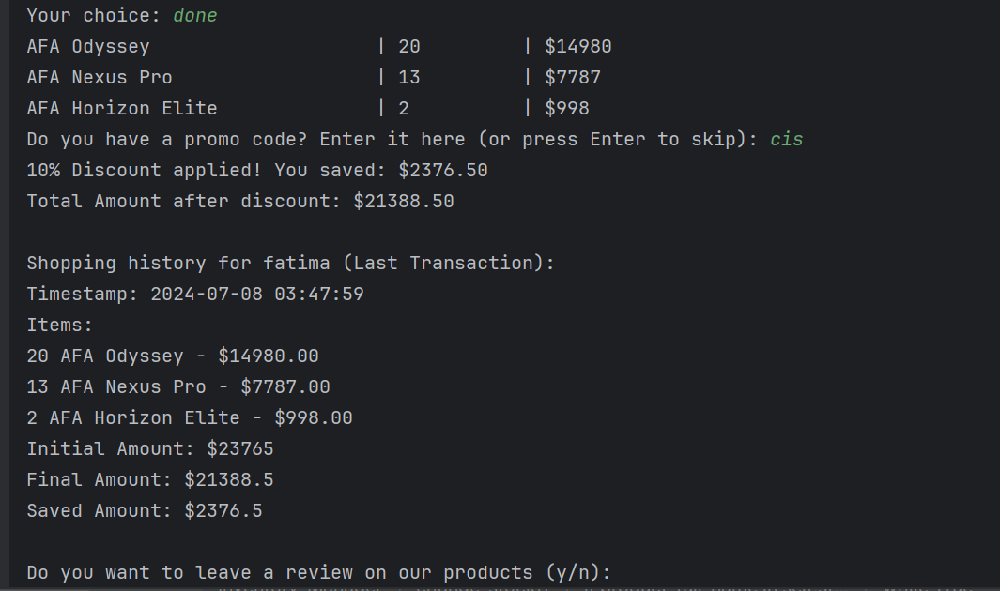 Your choice: done
AFA Odyssey | 20 | $14980
AFA Nexus Pro | 13 | $7787
AFA Horizon Elite | 2 | $998
Do you have a promo code? Enter it here (or press Enter to skip): cis
10% Discount applied! You saved: $2376.50
Total Amount after discount: $21388.50
Shopping history for fatima (Last Transaction):
Timestamp: 2024-07-08 03:47:59
Items:
20 AFA Odyssey - $14980.00
13 AFA Nexus Pro - $7787.00
2 AFA Horizon Elite - $998.00
Initial Amount: $23765
Final Amount: $21388.5
Saved Amount: $2376.5
Do you want to leave a review on our products (y/n):